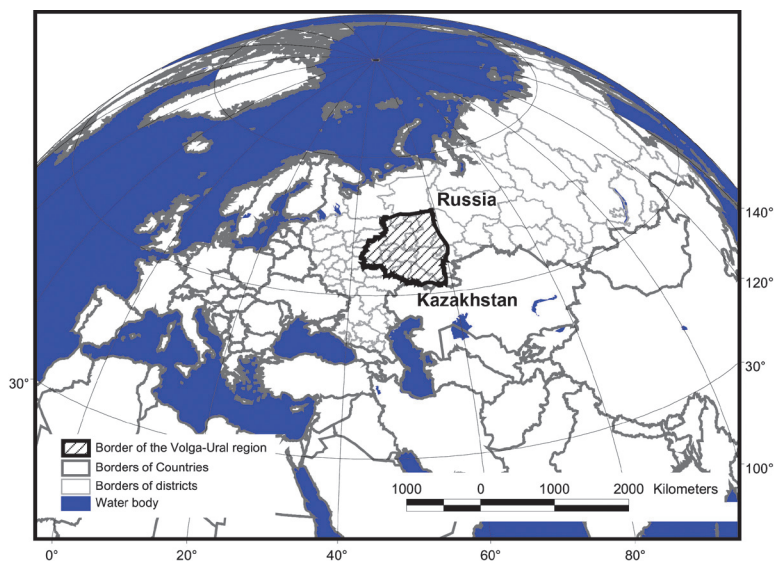 Russia
Kazakhstan
140°
120°
30°
30°
100°
Border of the Volga-Ural region
Borders of Countries
Borders of districts
Water body
1000 0 1000 2000 Kilometers
0° 20° 40° 60° 80°